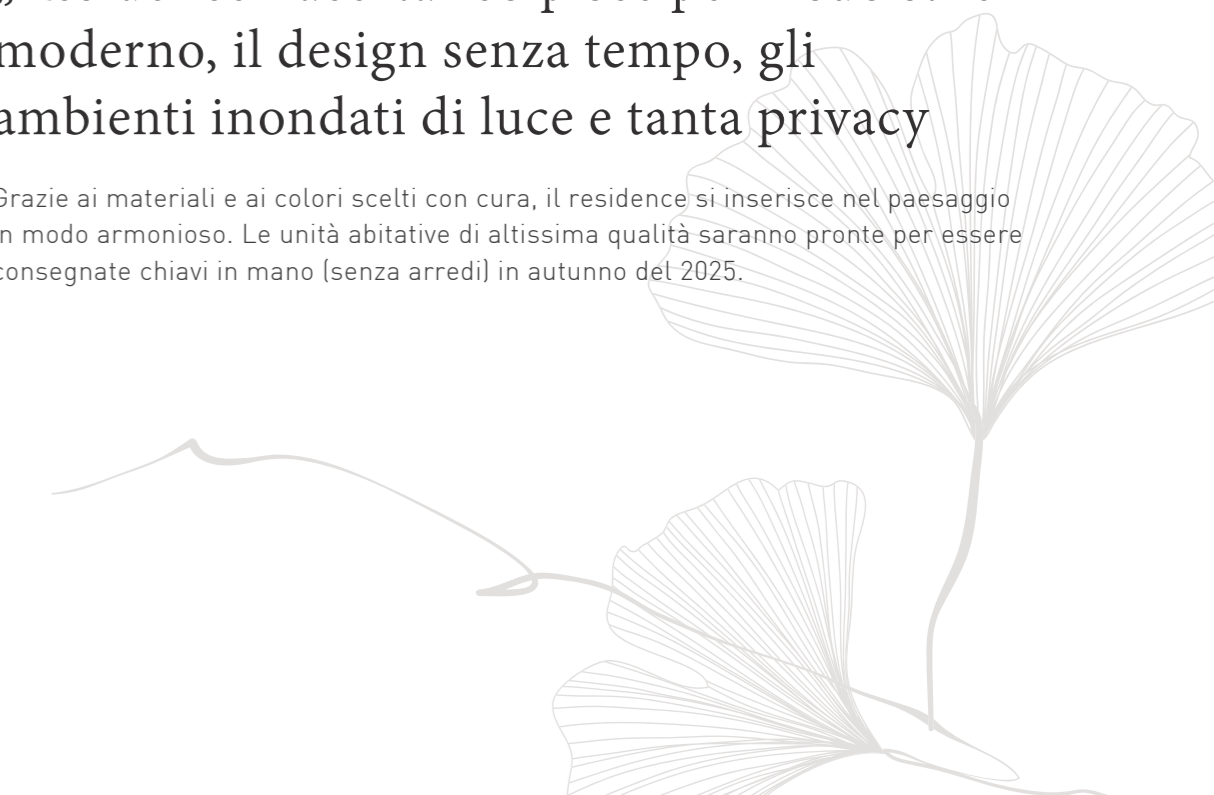 moderno, il design senza tempo, gli
ambienti inondati di luce e tanta privacy
Grazie ai materiali e ai colori scelti con cura, il residence si inserisce nel paesaggio
in modo armonioso. Le unità abitative di altissima qualità saranno pronte per essere
consegnate chiavi in mano (senza arredi) in autunno del 2025.